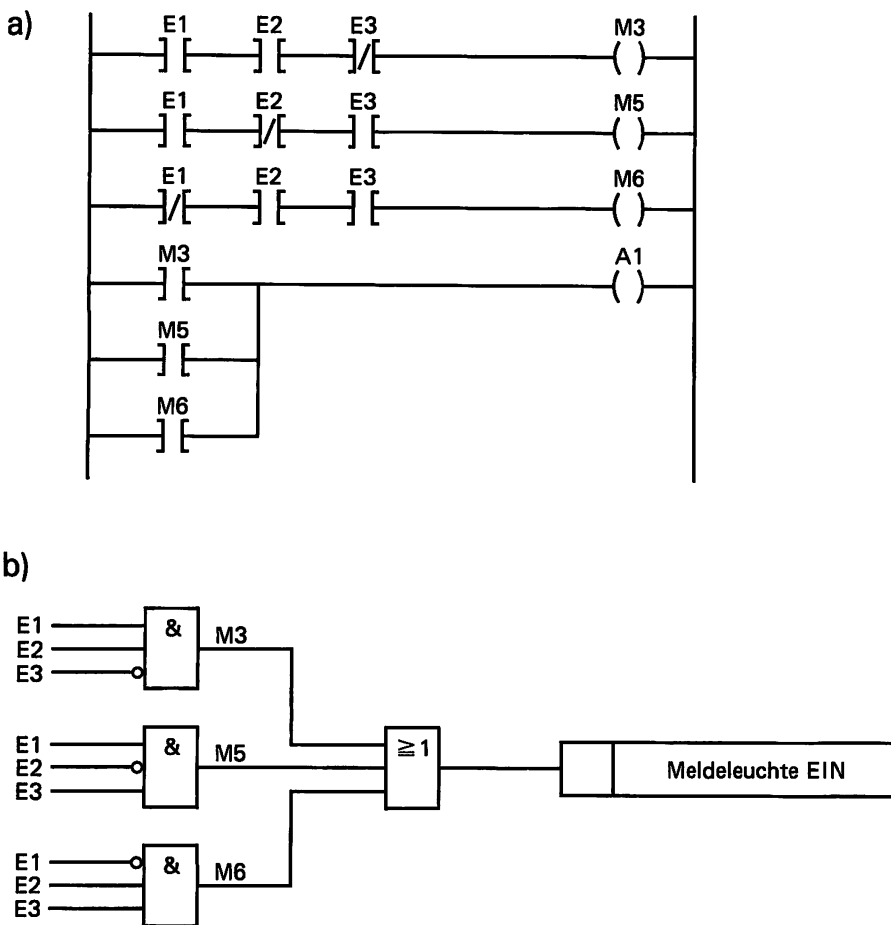 a)
E1 E2 E3 M3
E1 E2 E3 M5
E1 E2 E3 M6
M3 A1
M5
M6
b)
E1
E2
E3
& M3
E1
E2
E3
& M5
≧ 1
Meldeleuchte EIN
E1
E2
E3
& M6